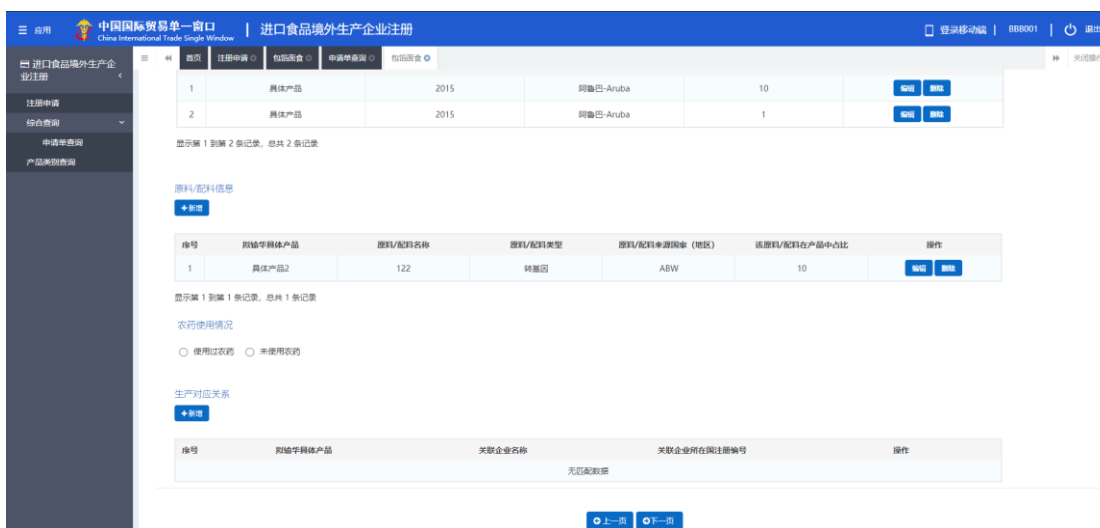 应用
中国国际贸易单一窗口 | 进口食品境外生产企业注册
China International Trade Single Window
登录移动端 | BBB001 | 退出
进口食品境外生产企业注册
注册申请
综合查询
申请单查询
产品类别查询
首页 注册申请 包馅面食 申请单查询 包馅面食 关闭操作
1 具体产品 2015 阿鲁巴-Aruba 10 编辑 删除
2 具体产品 2015 阿鲁巴-Aruba 1 编辑 删除
显示第 1 到第 2 条记录，总共 2 条记录
原料/配料信息
+新增
序号 拟输华具体产品 原料/配料名称 原料/配料类型 原料/配料来源国家（地区） 该原料/配料在产品中占比 操作
1 具体产品2 122 转基因 ABW 10 编辑 删除
显示第 1 到第 1 条记录，总共 1 条记录
农药使用情况
使用过农药 未使用农药
生产对应关系
+新增
序号 拟输华具体产品 关联企业名称 关联企业所在国注册编号 操作
无匹配数据
上一页 下一页